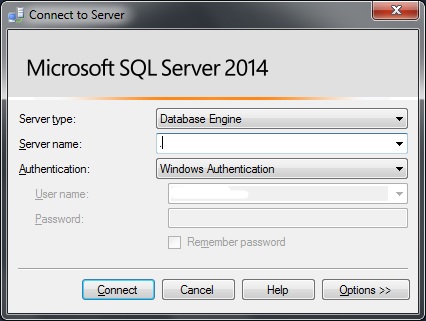 Connect to Server
Microsoft SQL Server 2014
Server type: Database Engine
Server name: .
Authentication: Windows Authentication
User name:
Password:
Remember password
Connect Cancel Help Options >>